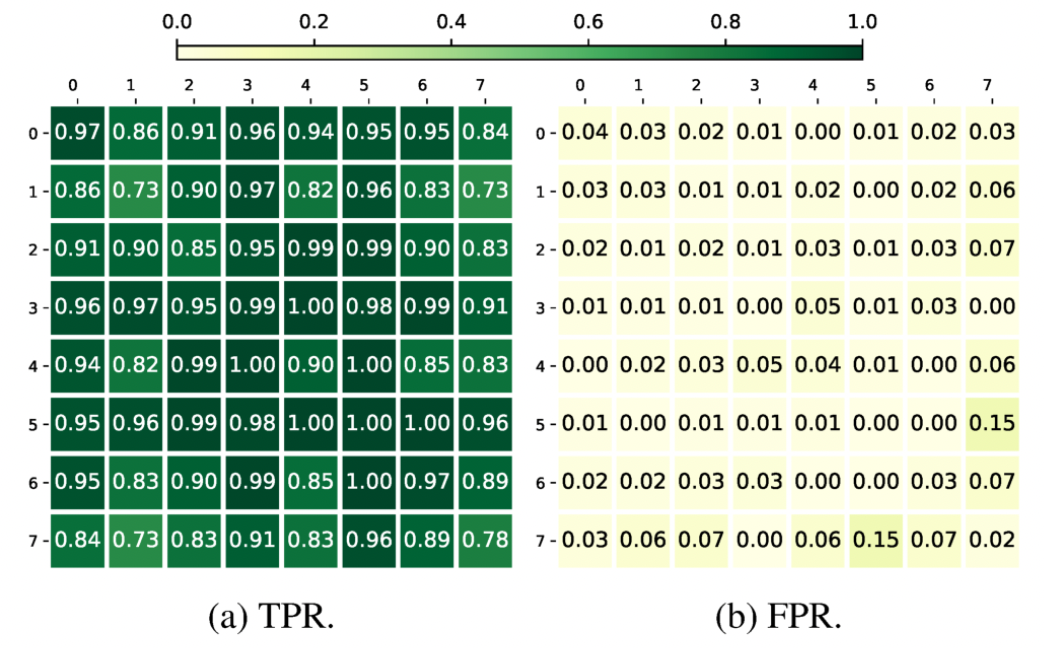 0.0 0.2 0.4 0.6 0.8 1.0
0 1 2 3 4 5 6 7 0 1 2 3 4 5 6 7
0 0.97 0.86 0.91 0.96 0.94 0.95 0.95 0.84 0 0.04 0.03 0.02 0.01 0.00 0.01 0.02 0.03
1 0.86 0.73 0.90 0.97 0.82 0.96 0.83 0.73 1 0.03 0.03 0.01 0.01 0.02 0.00 0.02 0.06
2 0.91 0.90 0.85 0.95 0.99 0.99 0.90 0.83 2 0.02 0.01 0.02 0.01 0.03 0.01 0.03 0.07
3 0.96 0.97 0.95 0.99 1.00 0.98 0.99 0.91 3 0.01 0.01 0.01 0.00 0.05 0.01 0.03 0.00
4 0.94 0.82 0.99 1.00 0.90 1.00 0.85 0.83 4 0.00 0.02 0.03 0.05 0.04 0.01 0.00 0.06
5 0.95 0.96 0.99 0.98 1.00 1.00 1.00 0.96 5 0.01 0.00 0.01 0.01 0.01 0.00 0.00 0.15
6 0.95 0.83 0.90 0.99 0.85 1.00 0.97 0.89 6 0.02 0.02 0.03 0.03 0.00 0.00 0.03 0.07
7 0.84 0.73 0.83 0.91 0.83 0.96 0.89 0.78 7 0.03 0.06 0.07 0.00 0.06 0.15 0.07 0.02
(a) TPR. (b) FPR.